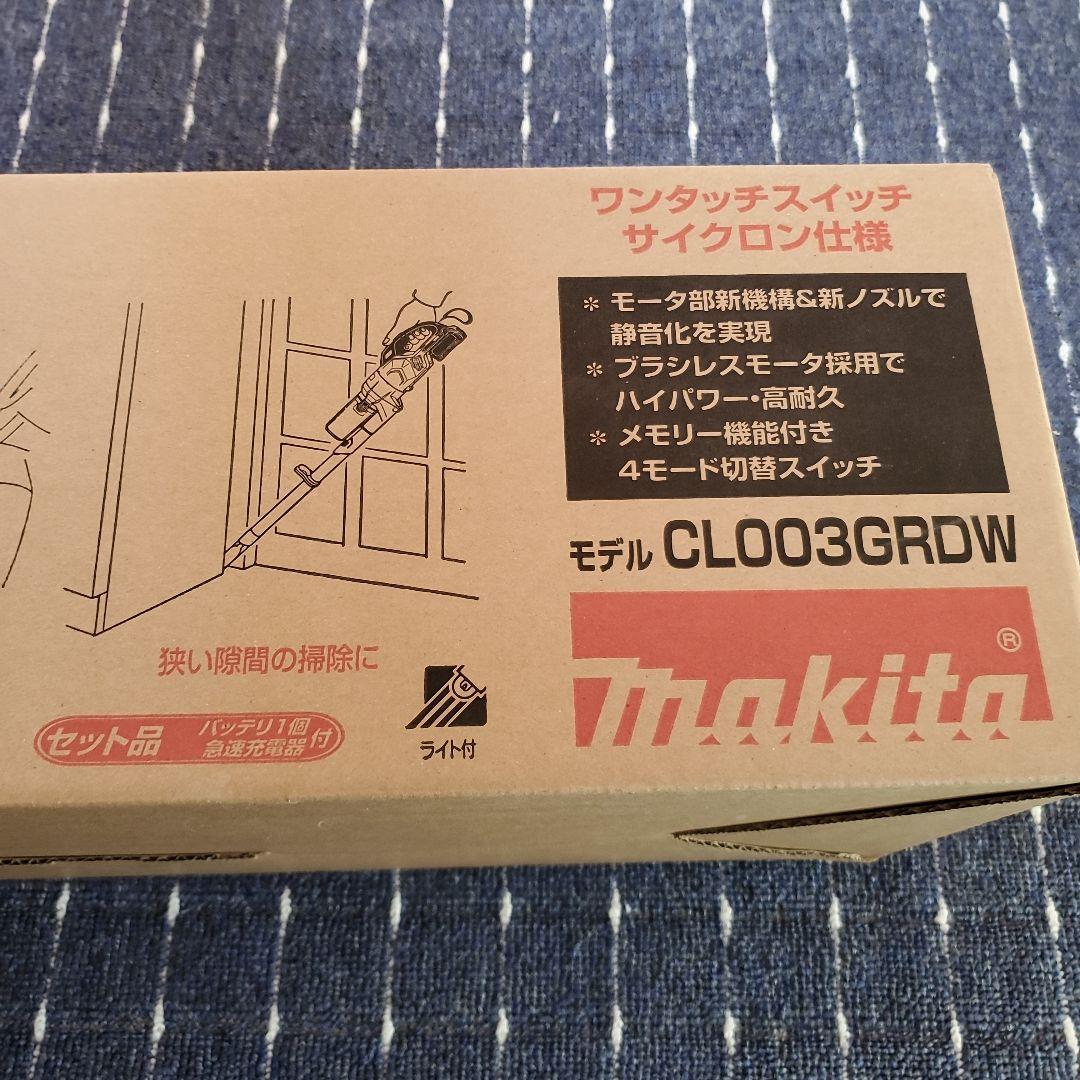 ワンタッチスイッチ
サイクロン仕様
* モータ部新機構&新ノズルで
静音化を実現
* ブラシレスモータ採用で
ハイパワー・高耐久
* メモリー機能付き
4モード切替スイッチ
モデル CL003GRDW
makita®
狭い隙間の掃除に
セット品 バッテリ1個
急速充電器付
ライト付